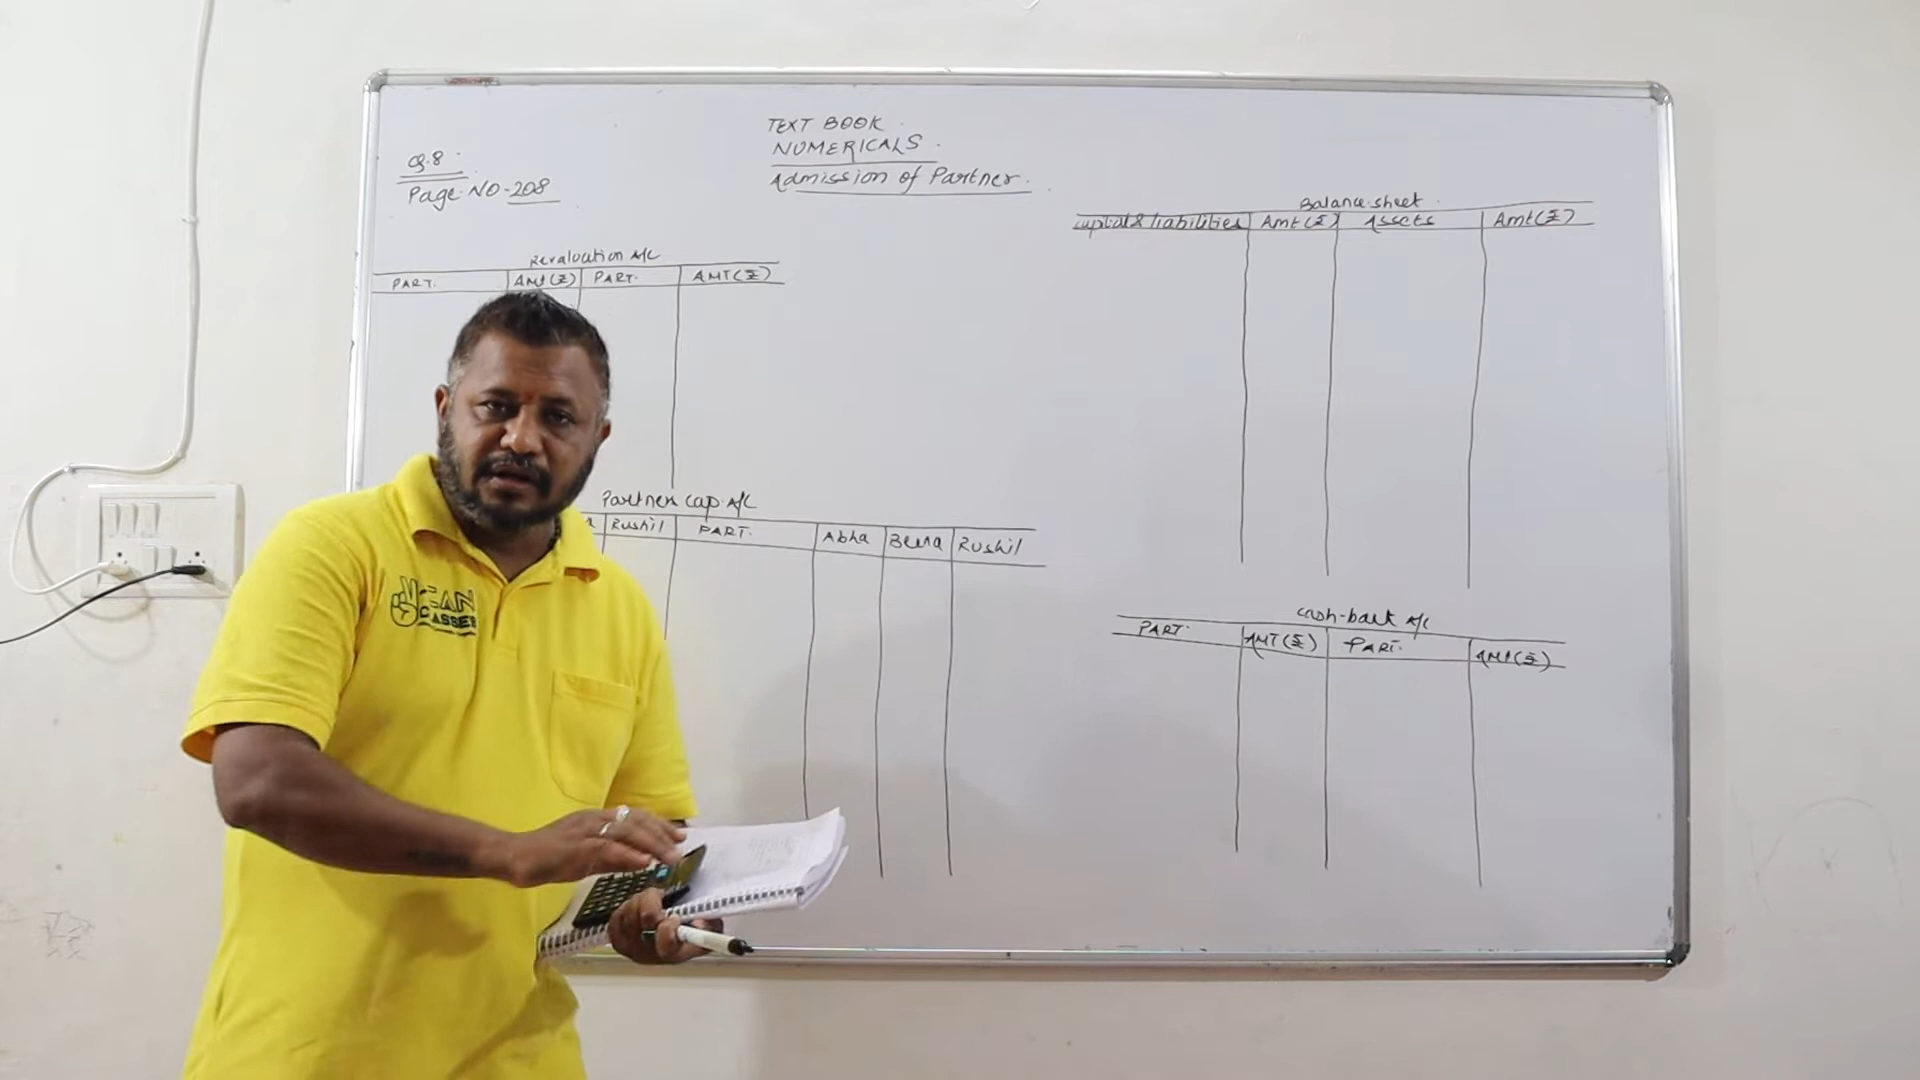 TEXT BOOK
NUMERICALS
Admission of Partner.
Q.8
Page NO-208
Revaluation A/c
PART. AMT(₹) PART. AMT(₹)
Partner cap. A/c
Rushil PART. Abha Beena Rushil
Balance sheet
capital & liabilities Amt(₹) Assets Amt(₹)
cash-bank A/c
PART. AMT(₹) PART. AMT(₹)
CLASSES